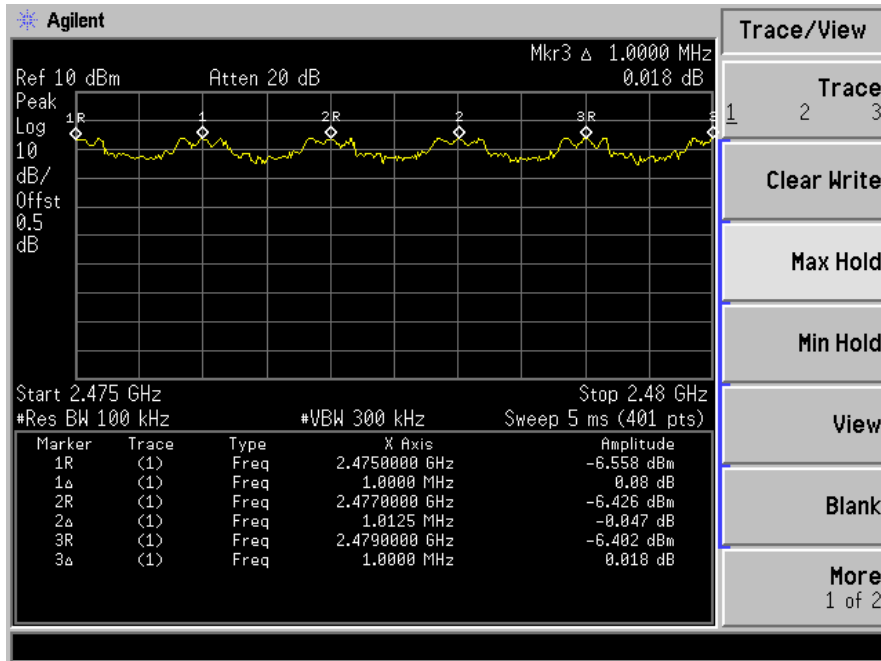 Agilent
Trace/View
Mkr3 Δ 1.0000 MHz
Ref 10 dBm Atten 20 dB 0.018 dB
Peak
Log
10
dB/
Offst
0.5
dB
1R 1 2R 2 3R 3
Start 2.475 GHz Stop 2.48 GHz
#Res BW 100 kHz #VBW 300 kHz Sweep 5 ms (401 pts)
Marker Trace Type X Axis Amplitude
1R (1) Freq 2.4750000 GHz -6.558 dBm
1Δ (1) Freq 1.0000 MHz 0.08 dB
2R (1) Freq 2.4770000 GHz -6.426 dBm
2Δ (1) Freq 1.0125 MHz -0.047 dB
3R (1) Freq 2.4790000 GHz -6.402 dBm
3Δ (1) Freq 1.0000 MHz 0.018 dB
Trace
1 2 3
Clear Write
Max Hold
Min Hold
View
Blank
More
1 of 2